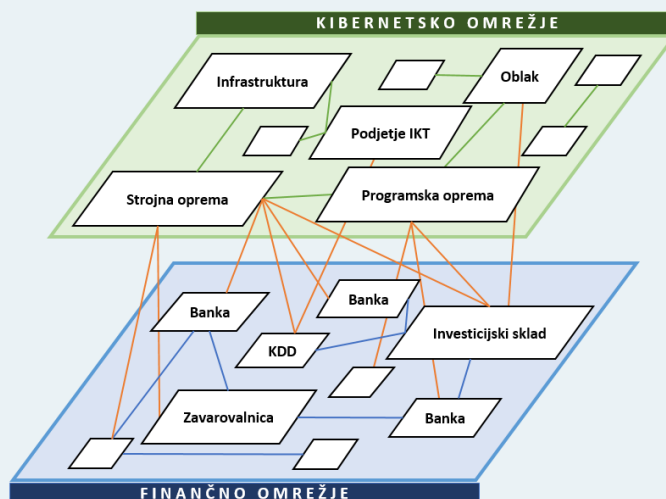 KIBERNETSKO OMREŽJE
Infrastruktura
Oblak
Podjetje IKT
Strojna oprema
Programska oprema
Banka
Banka
KDD
Investicijski sklad
Zavarovalnica
Banka
FINANČNO OMREŽJE